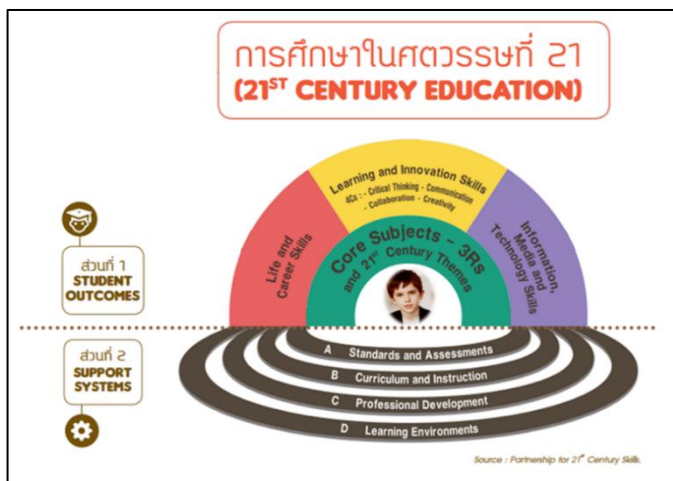 การศึกษาในศตวรรษที่ 21
(21ST CENTURY EDUCATION)
Learning and Innovation Skills
4Cs : - Critical Thinking - Communication
- Collaboration - Creativity
Life and
Career Skills
Core Subjects – 3Rs
and 21st Century Themes
Information,
Media and
Technology Skills
ส่วนที่ 1
STUDENT
OUTCOMES
ส่วนที่ 2
SUPPORT
SYSTEMS
A Standards and Assessments
B Curriculum and Instruction
C Professional Development
D Learning Environments
Source : Partnership for 21st Century Skills.